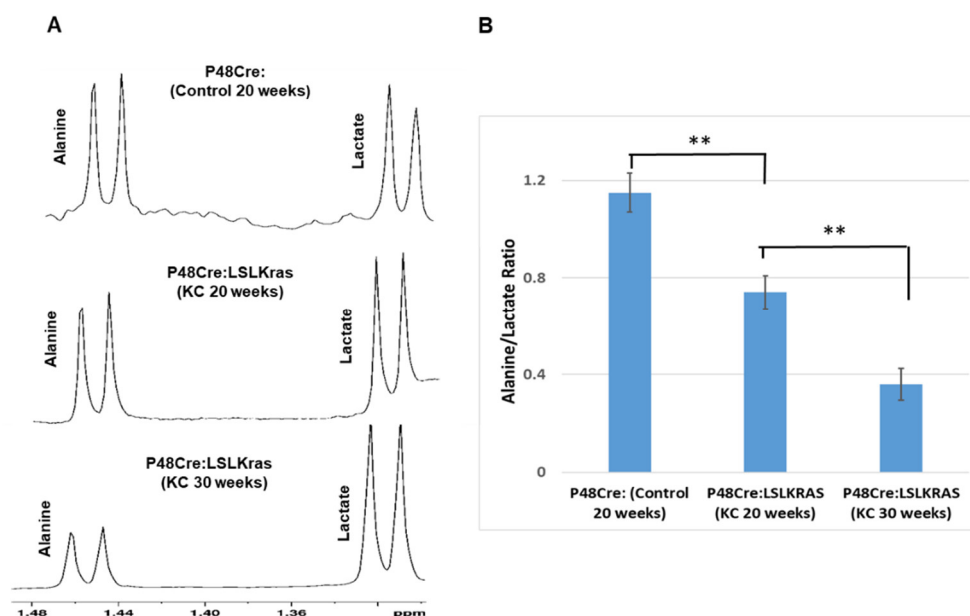 A
P48Cre:
(Control 20 weeks)
Alanine
Lactate
P48Cre:LSLKras
(KC 20 weeks)
Alanine
Lactate
P48Cre:LSLKras
(KC 30 weeks)
Alanine
Lactate
1.48 1.44 1.40 1.36 ppm
B
Alanine/Lactate Ratio
**
**
1.2
0.8
0.4
0
P48Cre: (Control
20 weeks)
P48Cre:LSLKRAS
(KC 20 weeks)
P48Cre:LSLKRAS
(KC 30 weeks)